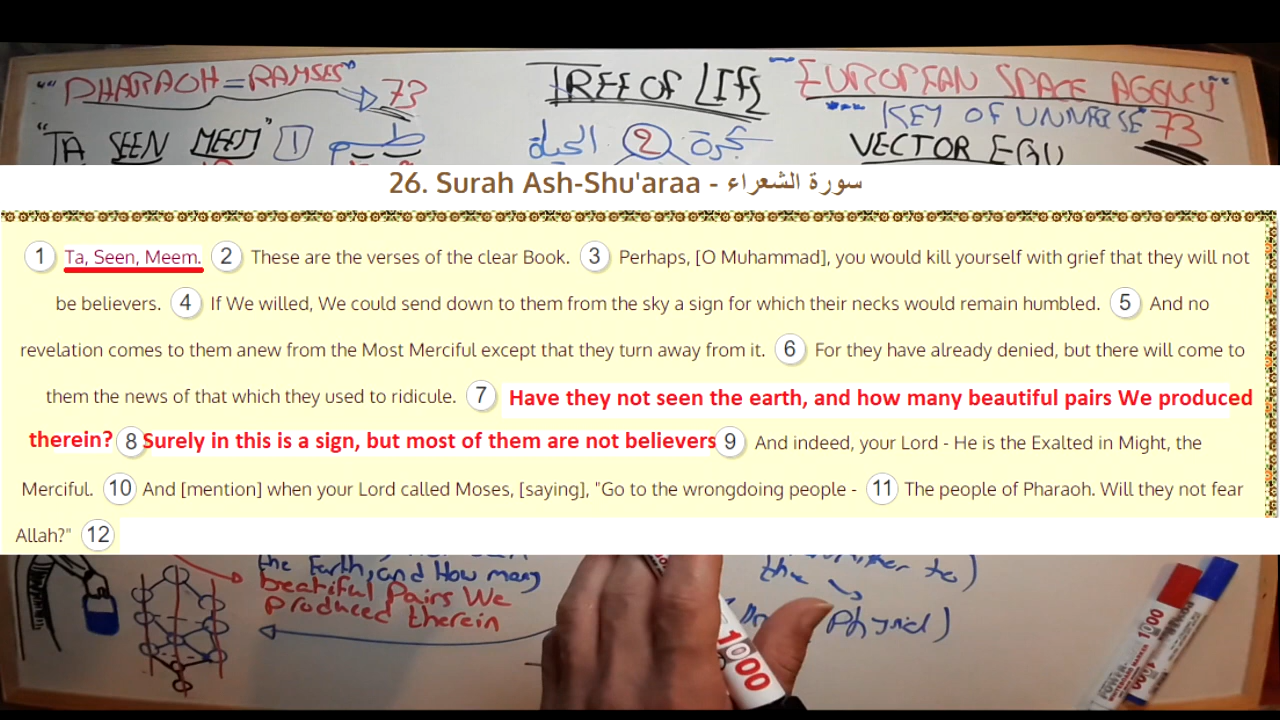 "PHARAOH = RAMSES" 73
TREE OF LIFE
"EUROPEAN SPACE AGENCY"
"KEY OF UNIVERSE" 73
"TA SEEN MEEM" 1 طسم
الحياة 2
VECTOR EQU
26. Surah Ash-Shu'araa - سورة الشعراء
1 Ta, Seen, Meem. 2 These are the verses of the clear Book. 3 Perhaps, [O Muhammad], you would kill yourself with grief that they will not
be believers. 4 If We willed, We could send down to them from the sky a sign for which their necks would remain humbled. 5 And no
revelation comes to them anew from the Most Merciful except that they turn away from it. 6 For they have already denied, but there will come to
them the news of that which they used to ridicule. 7 Have they not seen the earth, and how many beautiful pairs We produced
therein? 8 Surely in this is a sign, but most of them are not believers 9 And indeed, your Lord - He is the Exalted in Might, the
Merciful. 10 And [mention] when your Lord called Moses, [saying], "Go to the wrongdoing people - 11 The people of Pharaoh. Will they not fear
Allah?" 12
the Earth, and How many
beatiful Pairs We
Produced therein
the
Physical)
1000
1000